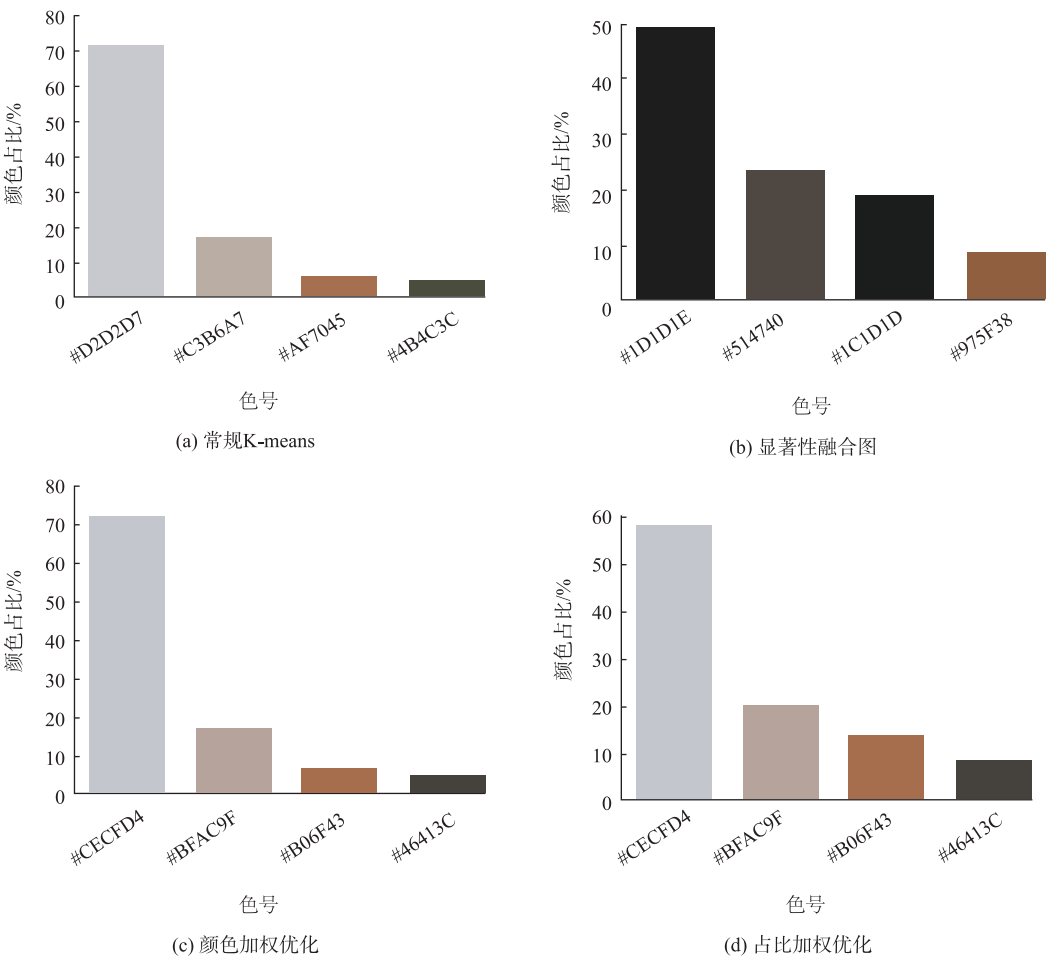 颜色占比/%
80
70
60
50
40
30
20
10
0
#D2D2D7
#C3B6A7
#AF7045
#4B4C3C
色号
(a) 常规K-means
颜色占比/%
50
40
30
20
10
0
#1D1D1E
#514740
#1C1D1D
#975F38
色号
(b) 显著性融合图
颜色占比/%
80
70
60
50
40
30
20
10
0
#CECFD4
#BFAC9F
#B06F43
#46413C
色号
(c) 颜色加权优化
颜色占比/%
60
50
40
30
20
10
0
#CECFD4
#BFAC9F
#B06F43
#46413C
色号
(d) 占比加权优化